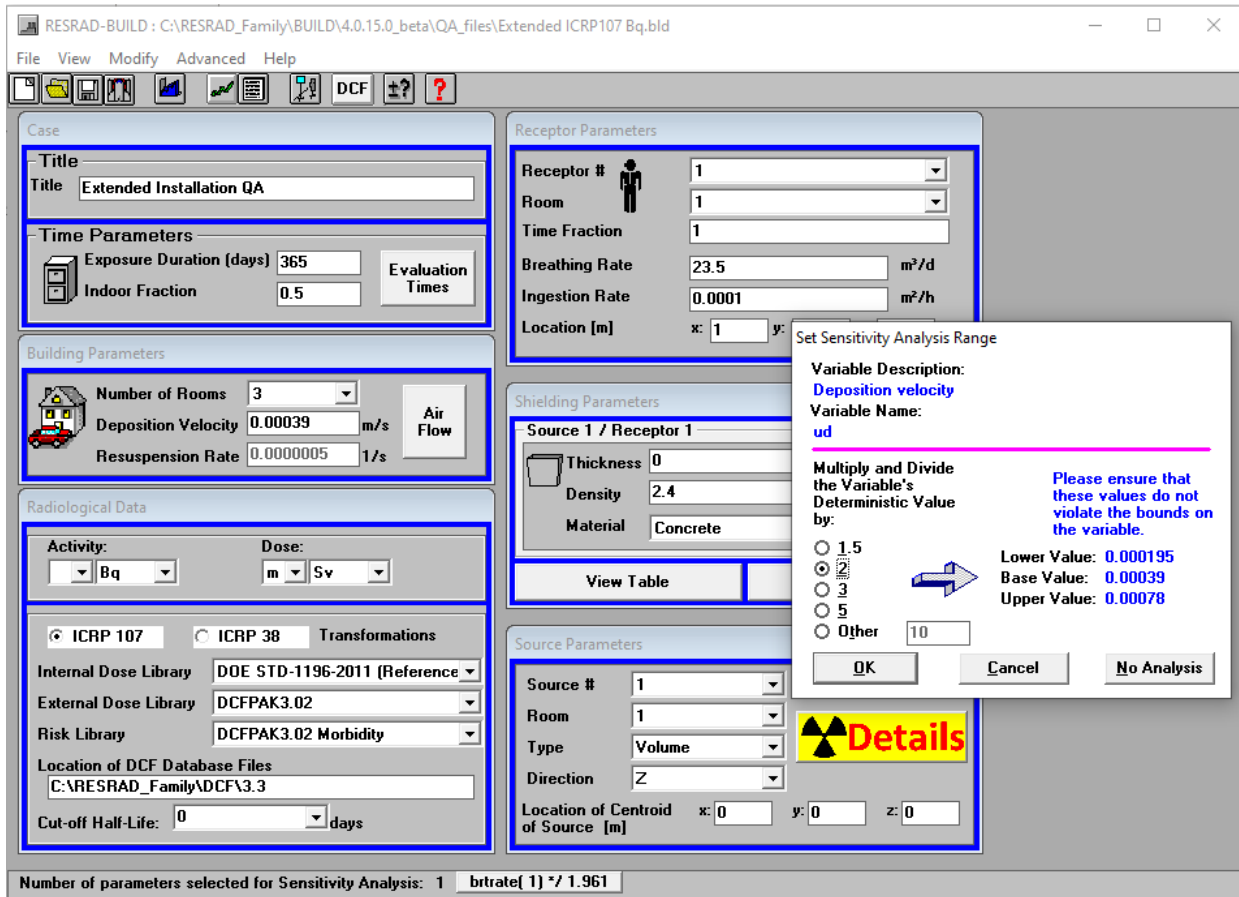 RESRAD-BUILD : C:\RESRAD_Family\BUILD\4.0.15.0_beta\QA_files\Extended ICRP107 Bq.bld
File View Modify Advanced Help
DCF ±? ?
Case
Title
Title Extended Installation QA
Time Parameters
Exposure Duration (days) 365
Indoor Fraction 0.5
Evaluation
Times
Building Parameters
Number of Rooms 3
Deposition Velocity 0.00039 m/s
Resuspension Rate 0.0000005 1/s
Air
Flow
Radiological Data
Activity: Dose:
Bq m Sv
ICRP 107 ICRP 38 Transformations
Internal Dose Library DOE STD-1196-2011 (Reference
External Dose Library DCFPAK3.02
Risk Library DCFPAK3.02 Morbidity
Location of DCF Database Files
C:\RESRAD_Family\DCF\3.3
Cut-off Half-Life: 0 days
Receptor Parameters
Receptor # 1
Room 1
Time Fraction 1
Breathing Rate 23.5 m³/d
Ingestion Rate 0.0001 m²/h
Location [m] x: 1 y:
Shielding Parameters
Source 1 / Receptor 1
Thickness 0
Density 2.4
Material Concrete
View Table
Source Parameters
Source # 1
Room 1
Type Volume
Direction Z
Details
Location of Centroid
of Source [m] x: 0 y: 0 z: 0
Set Sensitivity Analysis Range
Variable Description:
Deposition velocity
Variable Name:
ud
Multiply and Divide
the Variable's
Deterministic Value
by:
1.5
2
3
5
Other 10
Please ensure that
these values do not
violate the bounds on
the variable.
Lower Value: 0.000195
Base Value: 0.00039
Upper Value: 0.00078
OK Cancel No Analysis
Number of parameters selected for Sensitivity Analysis: 1 brtrate( 1) */ 1.961